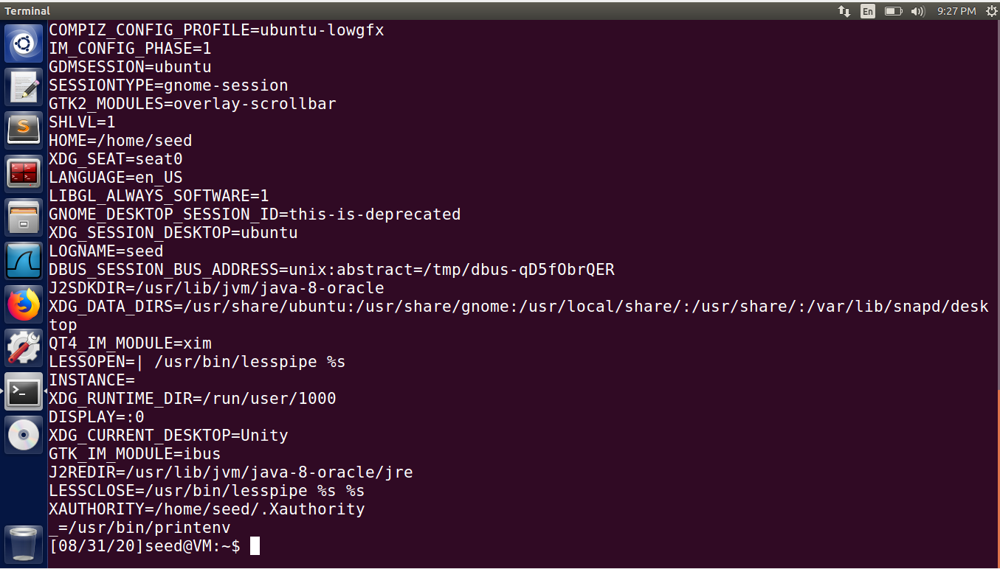 Terminal
En
9:27 PM
COMPIZ_CONFIG_PROFILE=ubuntu-lowgfx
IM_CONFIG_PHASE=1
GDMSESSION=ubuntu
SESSIONTYPE=gnome-session
GTK2_MODULES=overlay-scrollbar
SHLVL=1
HOME=/home/seed
XDG_SEAT=seat0
LANGUAGE=en_US
LIBGL_ALWAYS_SOFTWARE=1
GNOME_DESKTOP_SESSION_ID=this-is-deprecated
XDG_SESSION_DESKTOP=ubuntu
LOGNAME=seed
DBUS_SESSION_BUS_ADDRESS=unix:abstract=/tmp/dbus-qD5fObrQER
J2SDKDIR=/usr/lib/jvm/java-8-oracle
XDG_DATA_DIRS=/usr/share/ubuntu:/usr/share/gnome:/usr/local/share/:/usr/share/:/var/lib/snapd/desk
top
QT4_IM_MODULE=xim
LESSOPEN=| /usr/bin/lesspipe %s
INSTANCE=
XDG_RUNTIME_DIR=/run/user/1000
DISPLAY=:0
XDG_CURRENT_DESKTOP=Unity
GTK_IM_MODULE=ibus
J2REDIR=/usr/lib/jvm/java-8-oracle/jre
LESSCLOSE=/usr/bin/lesspipe %s %s
XAUTHORITY=/home/seed/.Xauthority
_=/usr/bin/printenv
[08/31/20]seed@VM:~$